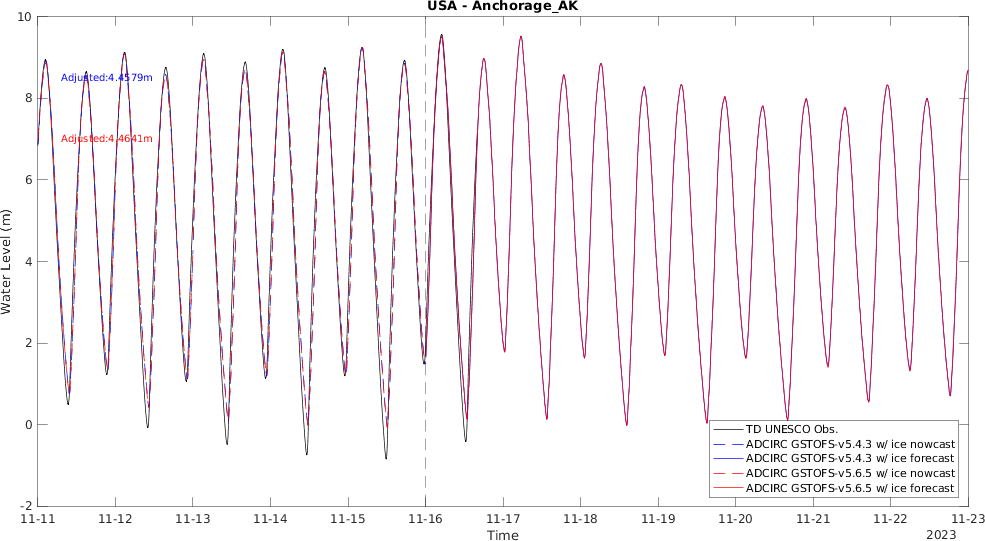 USA - Anchorage_AK
10
8
6
4
2
0
-2
Water Level (m)
Adjusted:4.4579m
Adjusted:4.4641m
TD UNESCO Obs.
ADCIRC GSTOFS-v5.4.3 w/ ice nowcast
ADCIRC GSTOFS-v5.4.3 w/ ice forecast
ADCIRC GSTOFS-v5.6.5 w/ ice nowcast
ADCIRC GSTOFS-v5.6.5 w/ ice forecast
11-11 11-12 11-13 11-14 11-15 11-16 11-17 11-18 11-19 11-20 11-21 11-22 11-23
Time
2023